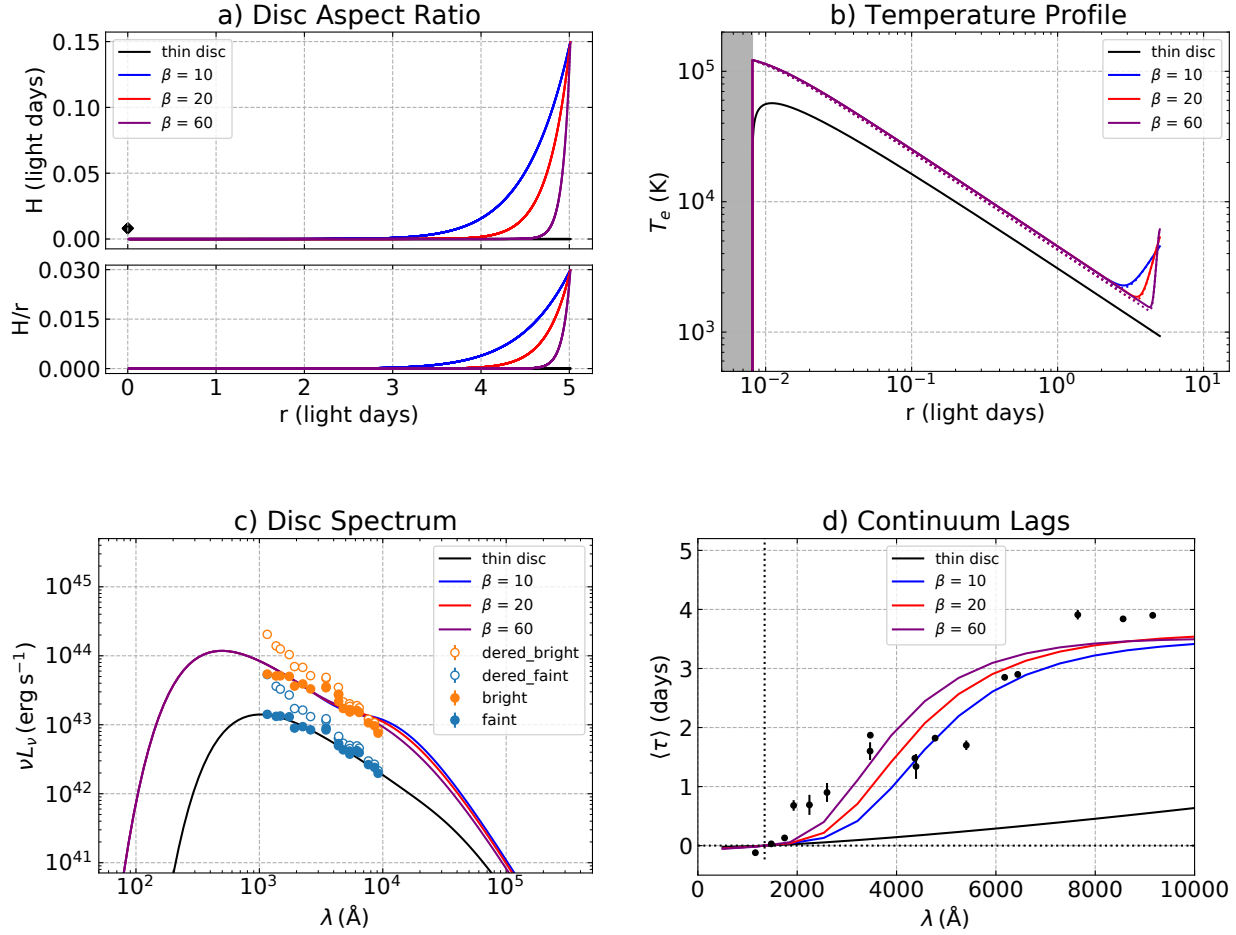 a) Disc Aspect Ratio
H (light days)
0.15
0.10
0.05
0.00
thin disc
β = 10
β = 20
β = 60
H/r
0.030
0.015
0.000
0 1 2 3 4 5
r (light days)
b) Temperature Profile
T_e (K)
10^5
10^4
10^3
thin disc
β = 10
β = 20
β = 60
10^−2 10^−1 10^0 10^1
r (light days)
c) Disc Spectrum
νL_ν (erg s^−1)
10^45
10^44
10^43
10^42
10^41
thin disc
β = 10
β = 20
β = 60
dered_bright
dered_faint
bright
faint
10^2 10^3 10^4 10^5
λ (Å)
d) Continuum Lags
⟨τ⟩ (days)
5
4
3
2
1
0
thin disc
β = 10
β = 20
β = 60
0 2000 4000 6000 8000 10000
λ (Å)